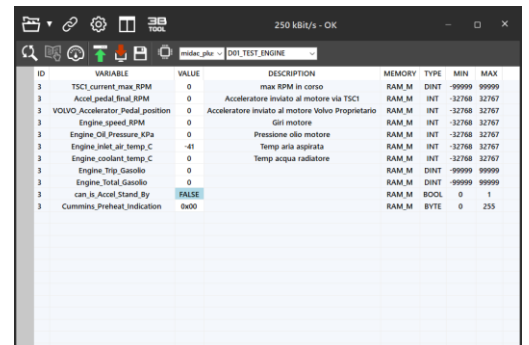 250 kBit/s - OK
3B
TOOL
midac_plus D01_TEST_ENGINE
ID VARIABLE VALUE DESCRIPTION MEMORY TYPE MIN MAX
3 TSC1_current_max_RPM 0 max RPM in corso RAM_M DINT -99999 99999
3 Accel_pedal_final_RPM 0 Acceleratore inviato al motore via TSC1 RAM_M INT -32768 32767
3 VOLVO_Accelerator_Pedal_position 0 Acceleratore inviato al motore Volvo Proprietario RAM_M INT -32768 32767
3 Engine_speed_RPM 0 Giri motore RAM_M INT -32768 32767
3 Engine_Oil_Pressure_KPa 0 Pressione olio motore RAM_M INT -32768 32767
3 Engine_inlet_air_temp_C -41 Temp aria aspirata RAM_M INT -32768 32767
3 Engine_coolant_temp_C 0 Temp acqua radiatore RAM_M INT -32768 32767
3 Engine_Trip_Gasolio 0 RAM_M DINT -99999 99999
3 Engine_Total_Gasolio 0 RAM_M DINT -99999 99999
3 can_is_Accel_Stand_By FALSE RAM_M BOOL 0 1
3 Cummins_Preheat_Indication 0x00 RAM_M BYTE 0 255